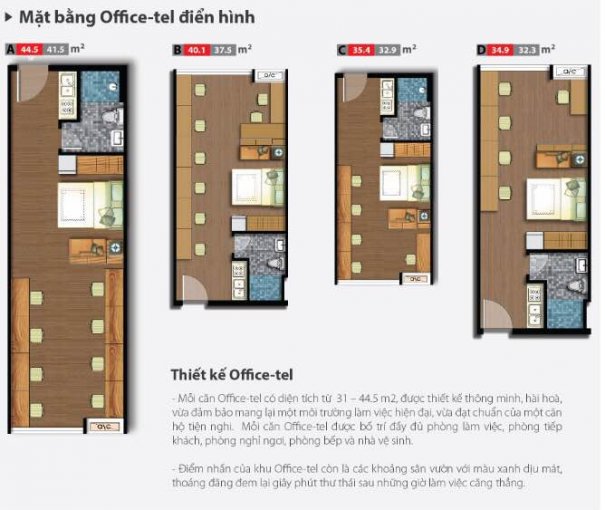 Mặt bằng Office-tel điển hình
A 44.5 41.5 m²
B 40.1 37.5 m²
C 35.4 32.9 m²
D 34.9 32.3 m²
a/c
a/c
a/c
a/c
Thiết kế Office-tel
- Mỗi căn Office-tel có diện tích từ 31 – 44.5 m2, được thiết kế thông minh, hài hoà,
vừa đảm bảo mang lại một môi trường làm việc hiện đại, vừa đạt chuẩn của một căn
hộ tiện nghi. Mỗi căn Office-tel được bố trí đầy đủ phòng làm việc, phòng tiếp
khách, phòng nghỉ ngơi, phòng bếp và nhà vệ sinh.
- Điểm nhấn của khu Office-tel còn là các khoảng sân vườn với màu xanh dịu mát,
thoáng đãng đem lại giây phút thư thái sau những giờ làm việc căng thẳng.